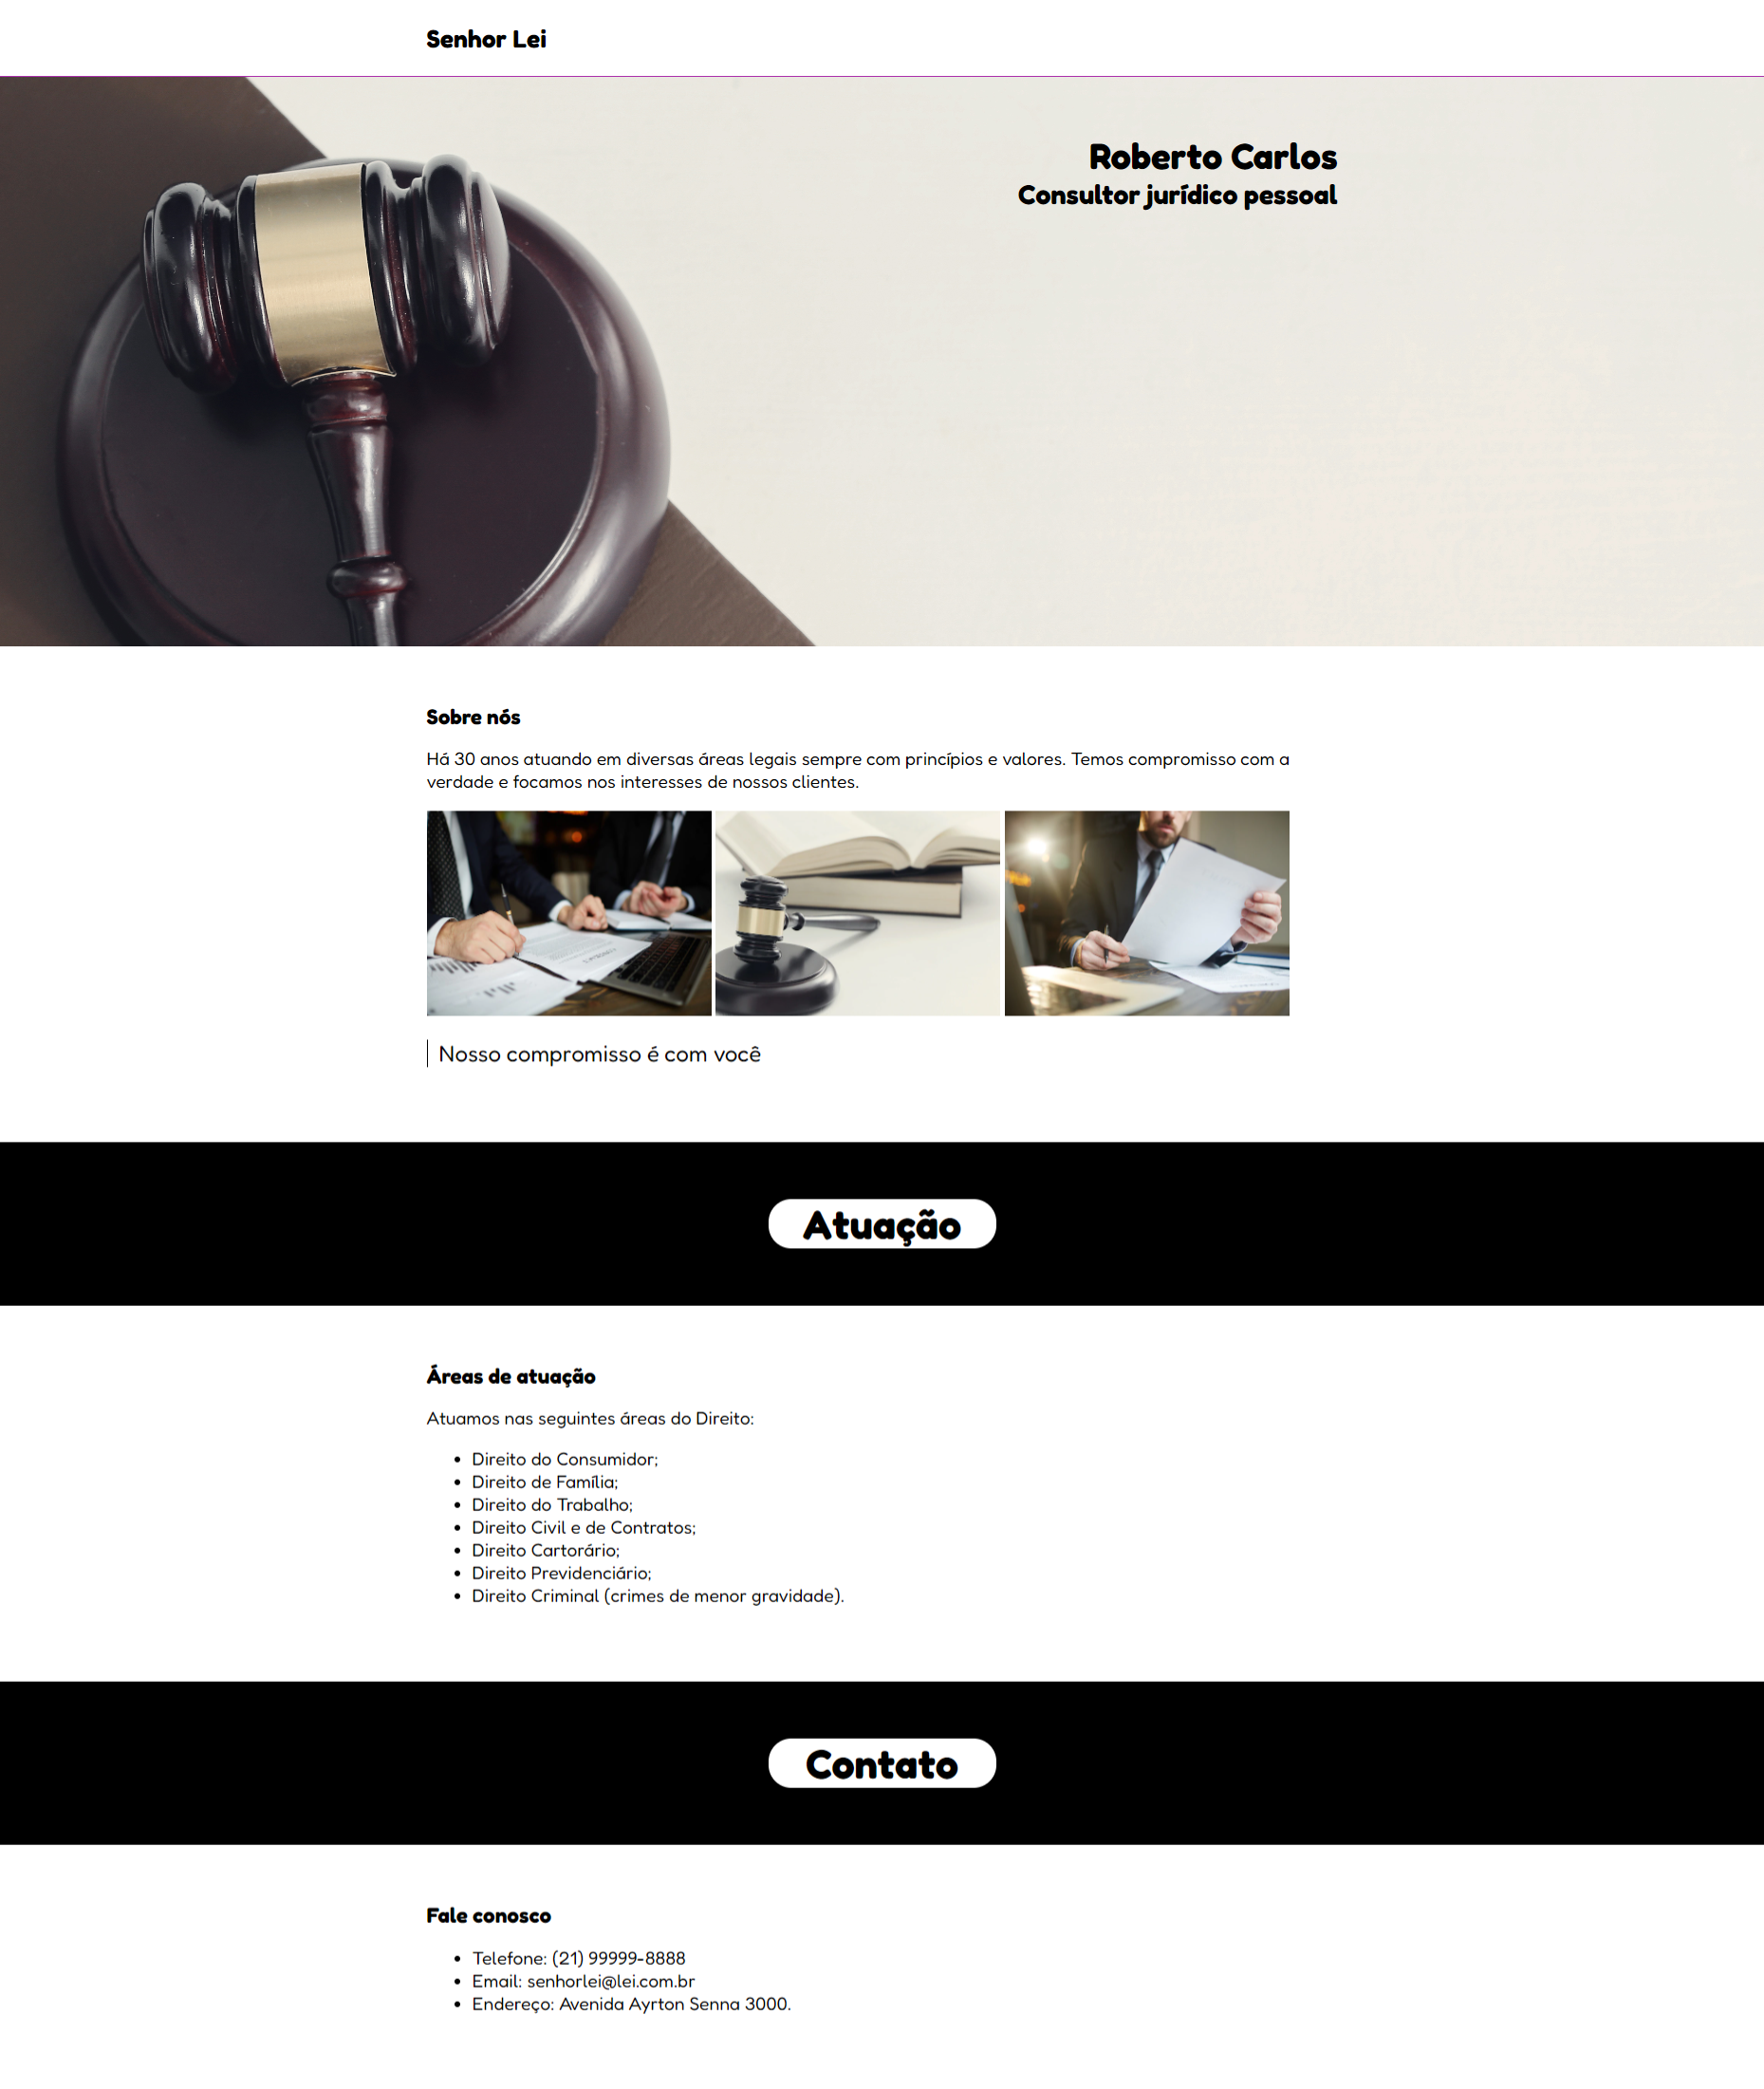 Senhor Lei
Roberto Carlos
Consultor jurídico pessoal
Sobre nós
Há 30 anos atuando em diversas áreas legais sempre com princípios e valores. Temos compromisso com a
verdade e focamos nos interesses de nossos clientes.
Nosso compromisso é com você
Atuação
Áreas de atuação
Atuamos nas seguintes áreas do Direito:
• Direito do Consumidor;
• Direito de Família;
• Direito do Trabalho;
• Direito Civil e de Contratos;
• Direito Cartorário;
• Direito Previdenciário;
• Direito Criminal (crimes de menor gravidade).
Contato
Fale conosco
• Telefone: (21) 99999-8888
• Email: senhorlei@lei.com.br
• Endereço: Avenida Ayrton Senna 3000.